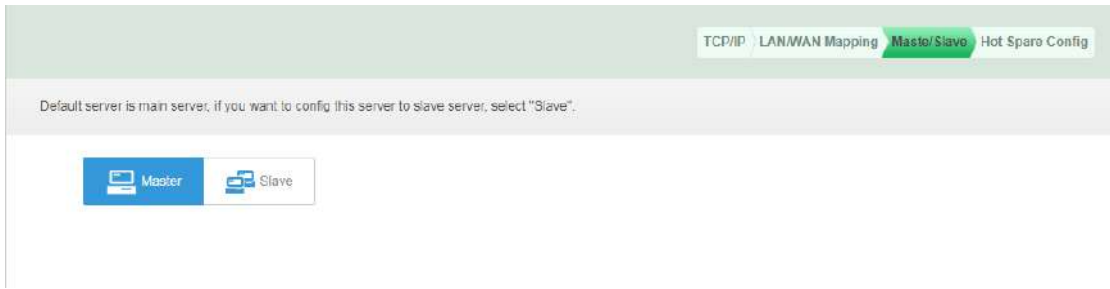 TCP/IP LAN/WAN Mapping Maste/Slave Hot Spare Config
Default server is main server, if you want to config this server to slave server, select "Slave".
Master Slave